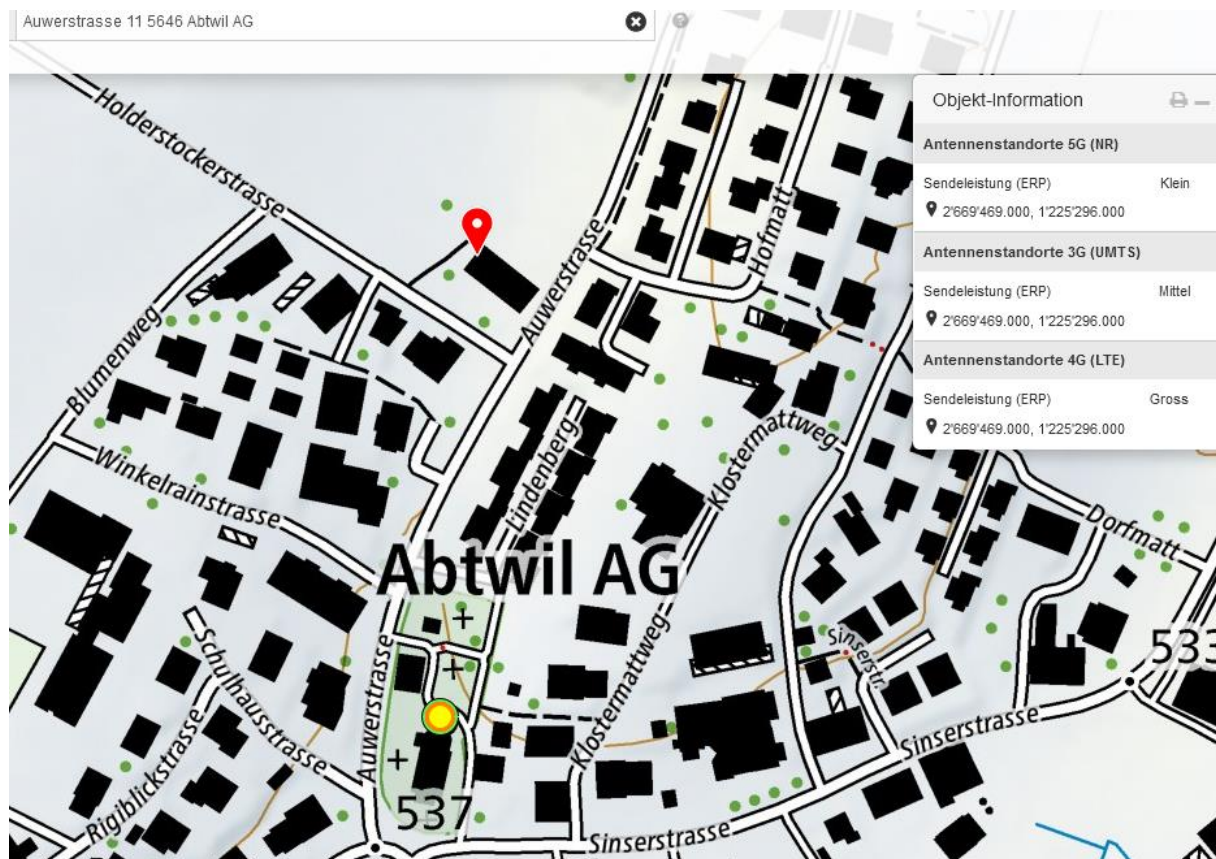 Auwerstrasse 11 5646 Abtwil AG
Objekt-Information
Antennenstandorte 5G (NR)
Sendeleistung (ERP) Klein
2'669'469.000, 1'225'296.000
Antennenstandorte 3G (UMTS)
Sendeleistung (ERP) Mittel
2'669'469.000, 1'225'296.000
Antennenstandorte 4G (LTE)
Sendeleistung (ERP) Gross
2'669'469.000, 1'225'296.000
Holderstockerstrasse
Hofmatt
Auwerstrasse
Blumenweg
Lindenberg
Klostermattweg
Winkelrainstrasse
Dorfmatt
Abtwil AG
Schulhausstrasse
Auwerstrasse
Klostermattweg
Sinserstr.
533
Rigiblickstrasse
Sinserstrasse
537
Sinserstrasse